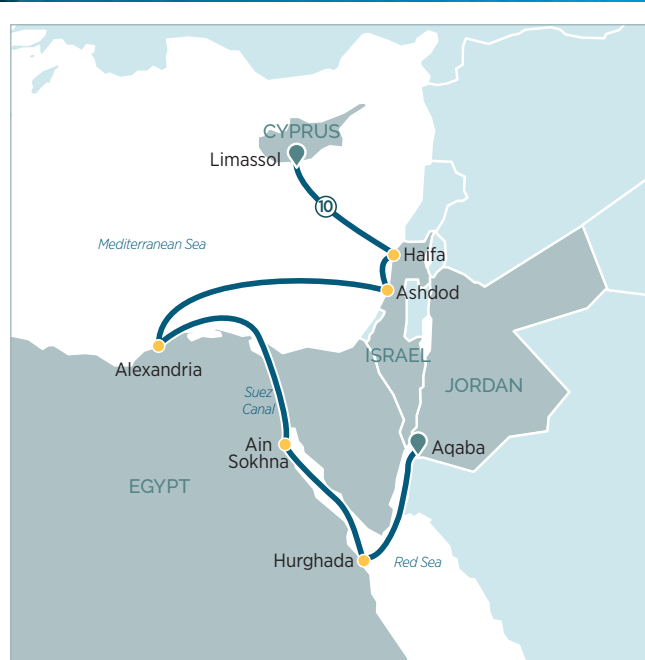 CYPRUS
Limassol
10
Mediterranean Sea
Haifa
Ashdod
ISRAEL
Alexandria
JORDAN
Suez
Canal
Ain
Sokhna
Aqaba
EGYPT
Hurghada
Red Sea